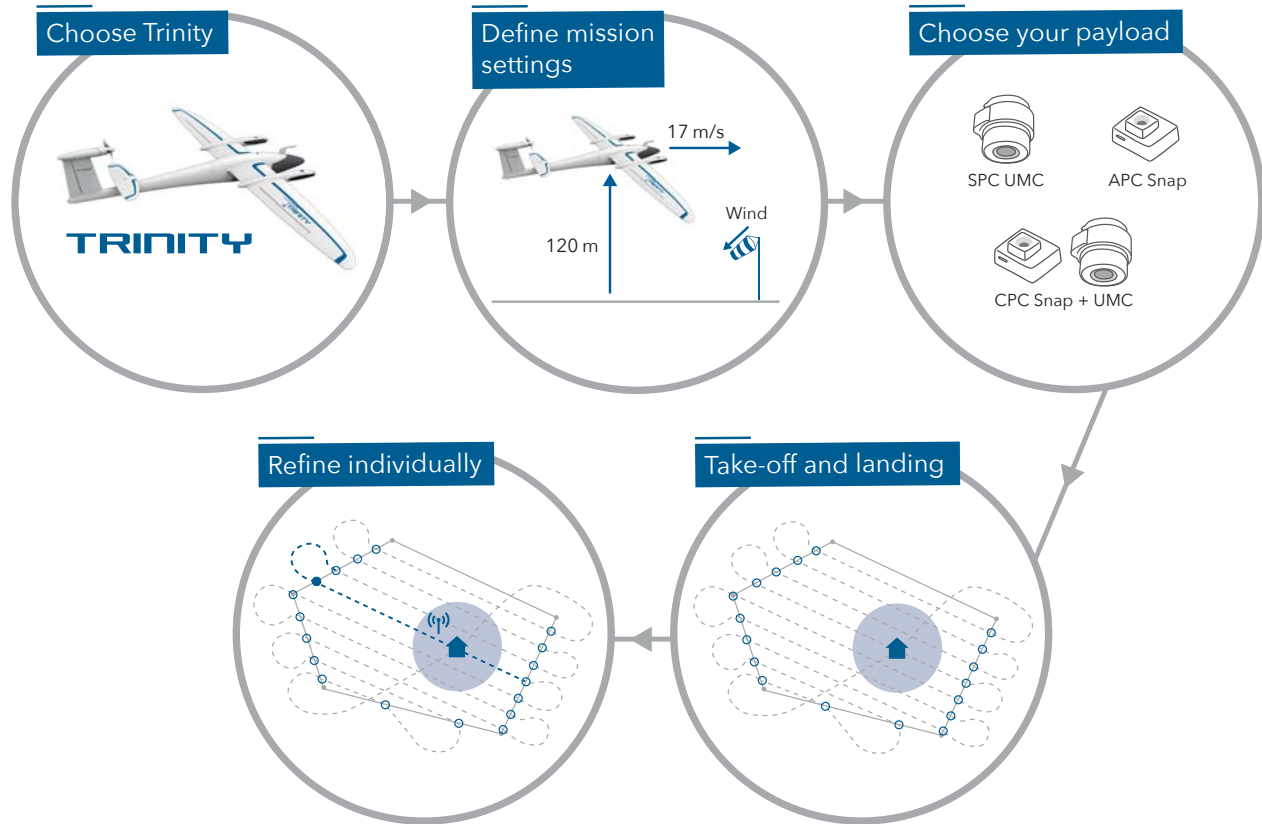 Choose Trinity
TRINITY
Define mission
settings
17 m/s
Wind
120 m
Choose your payload
SPC UMC
APC Snap
CPC Snap + UMC
Refine individually
Take-off and landing